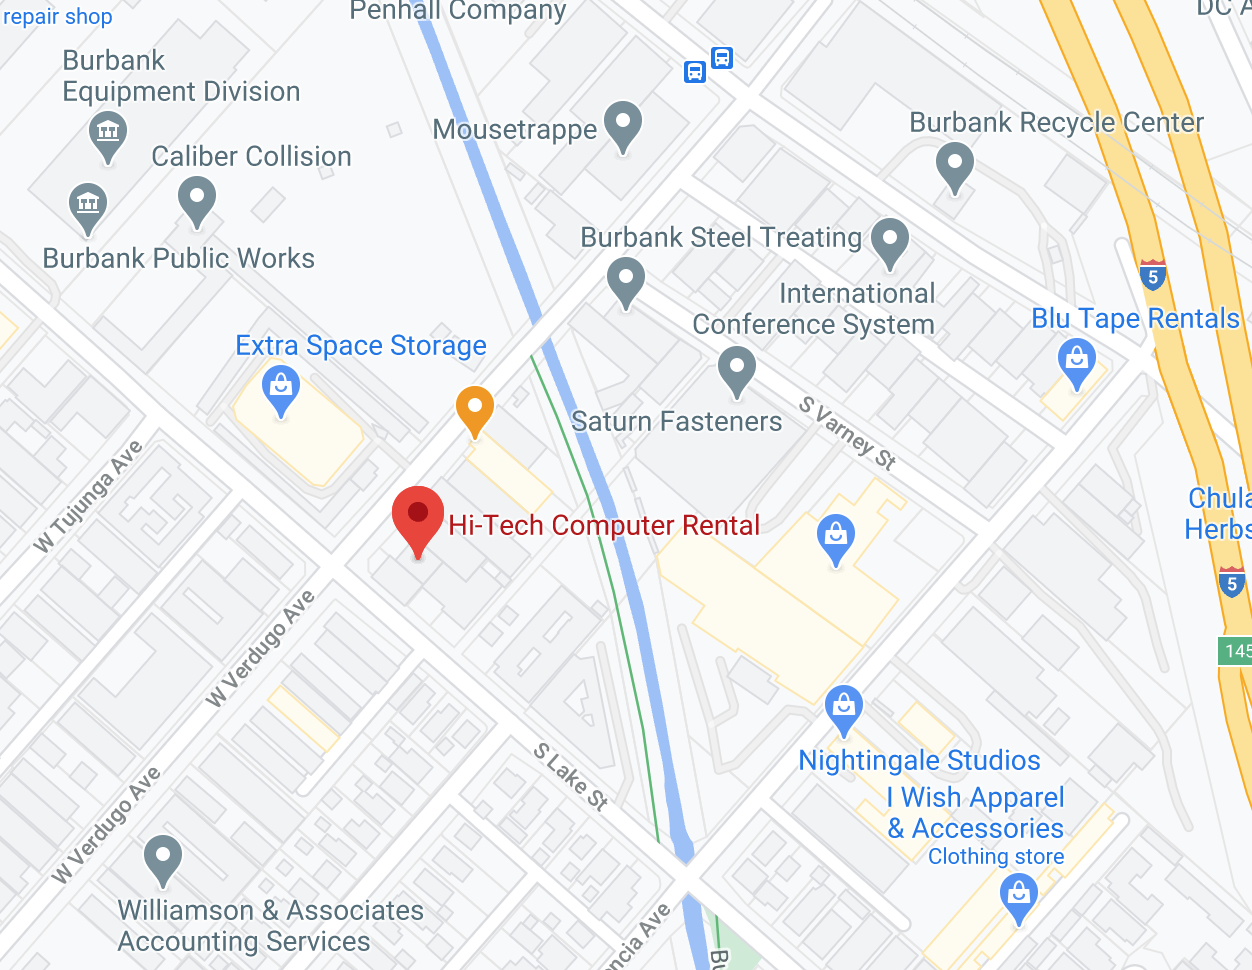 repair shop
Penhall Company
DC A
Burbank
Equipment Division
Mousetrappe
Burbank Recycle Center
Caliber Collision
Burbank Public Works
Burbank Steel Treating
5
International
Conference System
Blu Tape Rentals
Extra Space Storage
Saturn Fasteners
S Varney St
W Tujunga Ave
Chula
Herbs
Hi-Tech Computer Rental
5
W Verdugo Ave
145
S Lake St
Nightingale Studios
I Wish Apparel
& Accessories
Clothing store
W Verdugo Ave
Williamson & Associates
Accounting Services
encia Ave
Bu